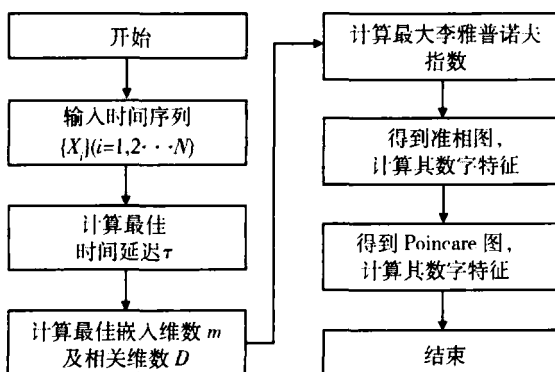 开始
输入时间序列
{X_i}(i=1,2···N)
计算最佳
时间延迟τ
计算最佳嵌入维数 m
及相关维数 D
计算最大李雅普诺夫
指数
得到准相图，
计算其数字特征
得到 Poincare 图，
计算其数字特征
结束